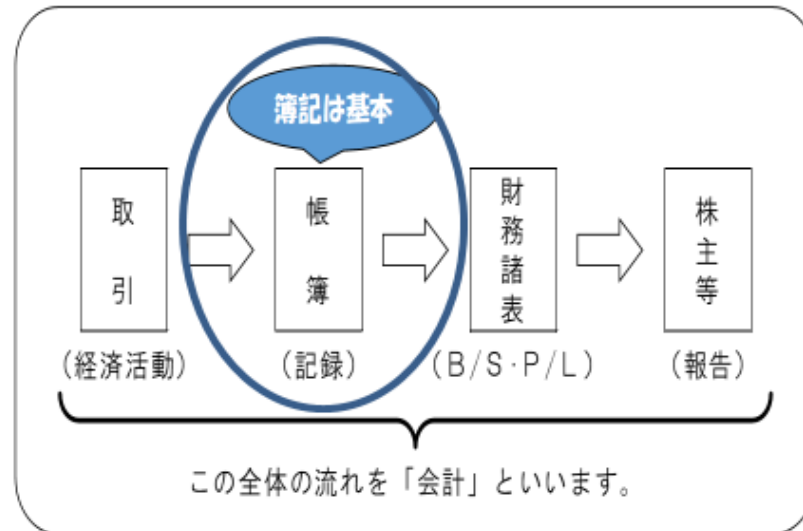 簿記は基本
取引
帳簿
財務諸表
株主等
（経済活動）
（記録）
（Ｂ/Ｓ・Ｐ/Ｌ）
（報告）
この全体の流れを「会計」といいます。